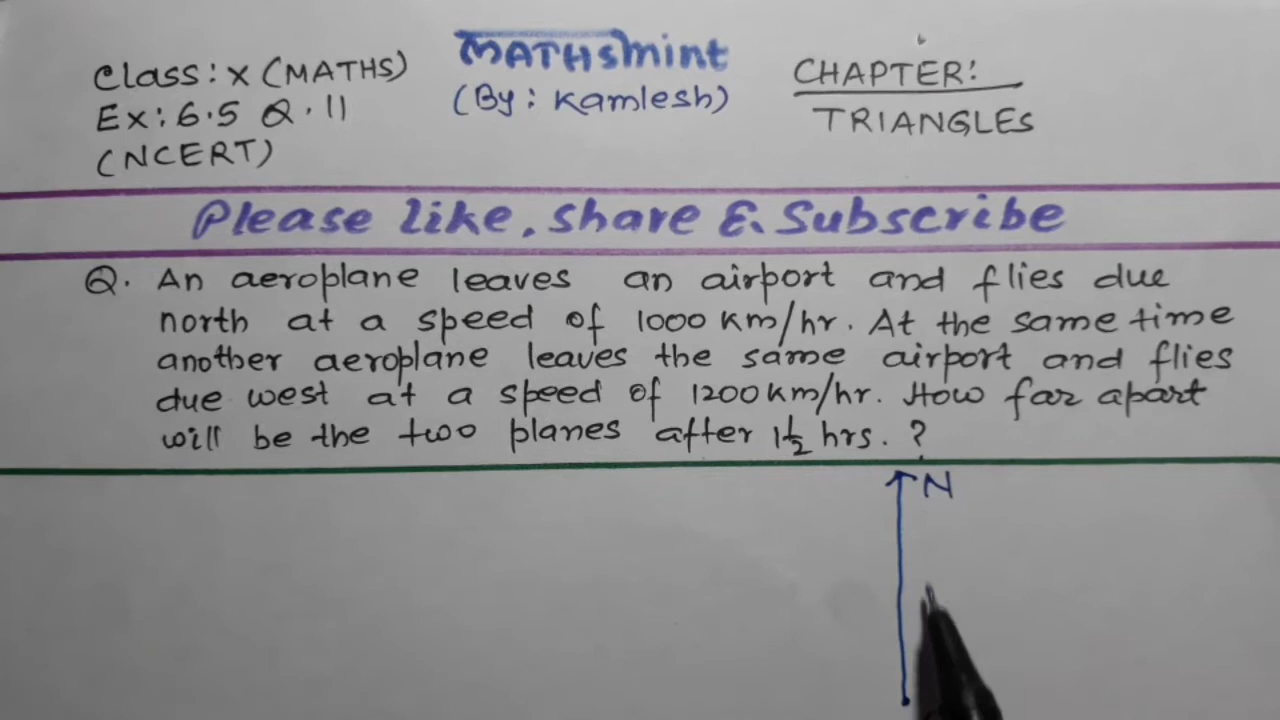 Class: X (MATHS)
Ex: 6.5 Q.11
(NCERT)
MATHSmint
(By: Kamlesh)
CHAPTER:
TRIANGLES
Please like, share & Subscribe
Q. An aeroplane leaves an airport and flies due
north at a speed of 1000 km/hr. At the same time
another aeroplane leaves the same airport and flies
due west at a speed of 1200 km/hr. How far apart
will be the two planes after 1½ hrs. ?
N